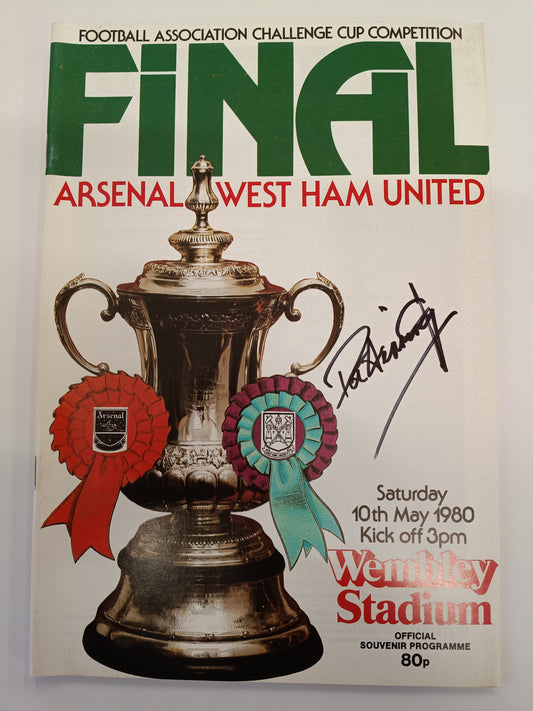 FOOTBALL ASSOCIATION CHALLENGE CUP COMPETITION
FiNAL
ARSENAL WEST HAM UNITED
Arsenal
Saturday
10th May 1980
Kick off 3pm
Wembley
Stadium
OFFICIAL
SOUVENIR PROGRAMME
80p